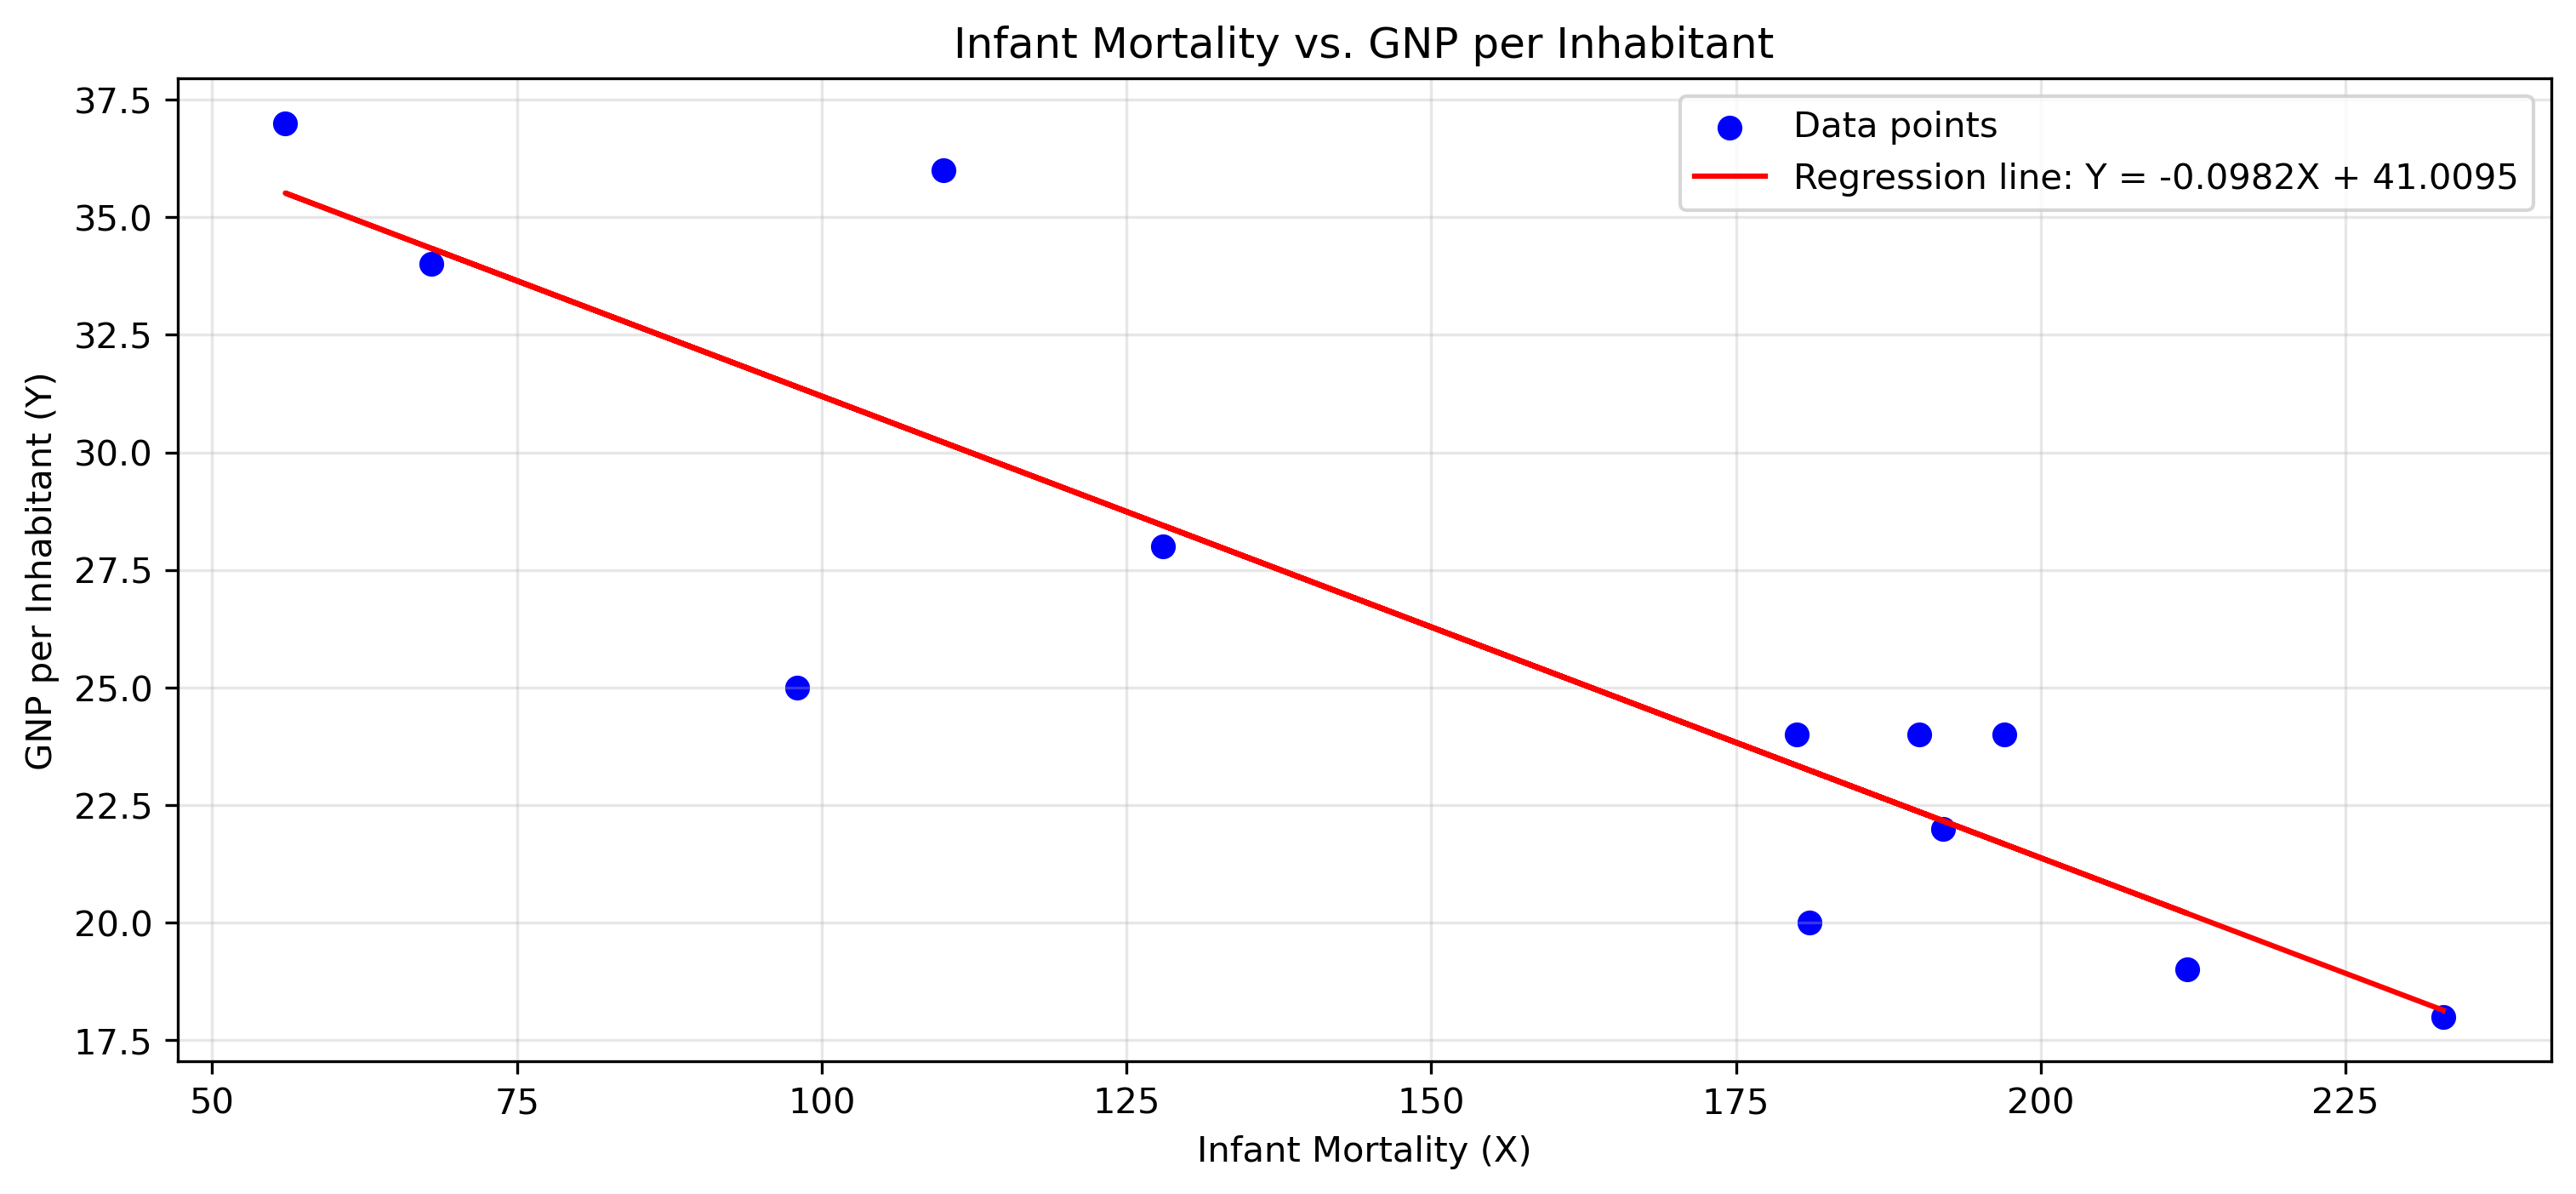 Infant Mortality vs. GNP per Inhabitant
Data points
Regression line: Y = -0.0982X + 41.0095
GNP per Inhabitant (Y)
37.5
35.0
32.5
30.0
27.5
25.0
22.5
20.0
17.5
50 75 100 125 150 175 200 225
Infant Mortality (X)